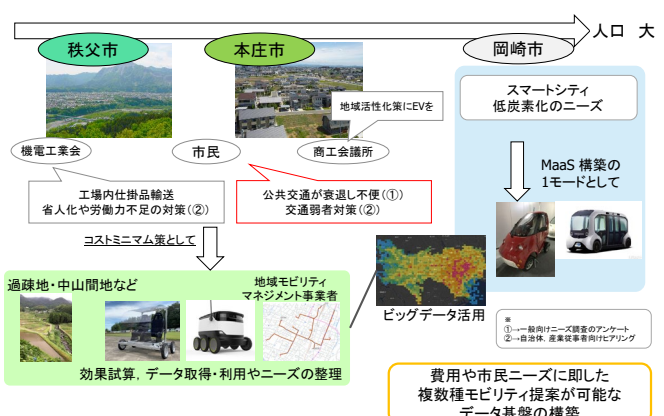 人口 大
秩父市
本庄市
岡崎市
スマートシティ
低炭素化のニーズ
地域活性化策にEVを
機電工業会
市民
商工会議所
MaaS 構築の
1モードとして
工場内仕掛品輸送
省人化や労働力不足の対策(②)
公共交通が衰退し不便(①)
交通弱者対策(②)
コストミニマム策として
過疎地・中山間地など
地域モビリティ
マネジメント事業者
ビッグデータ活用
※
①→一般向けニーズ調査のアンケート
②→自治体，産業従事者向けヒアリング
効果試算，データ取得・利用やニーズの整理
費用や市民ニーズに即した
複数種モビリティ提案が可能な
データ基盤の構築